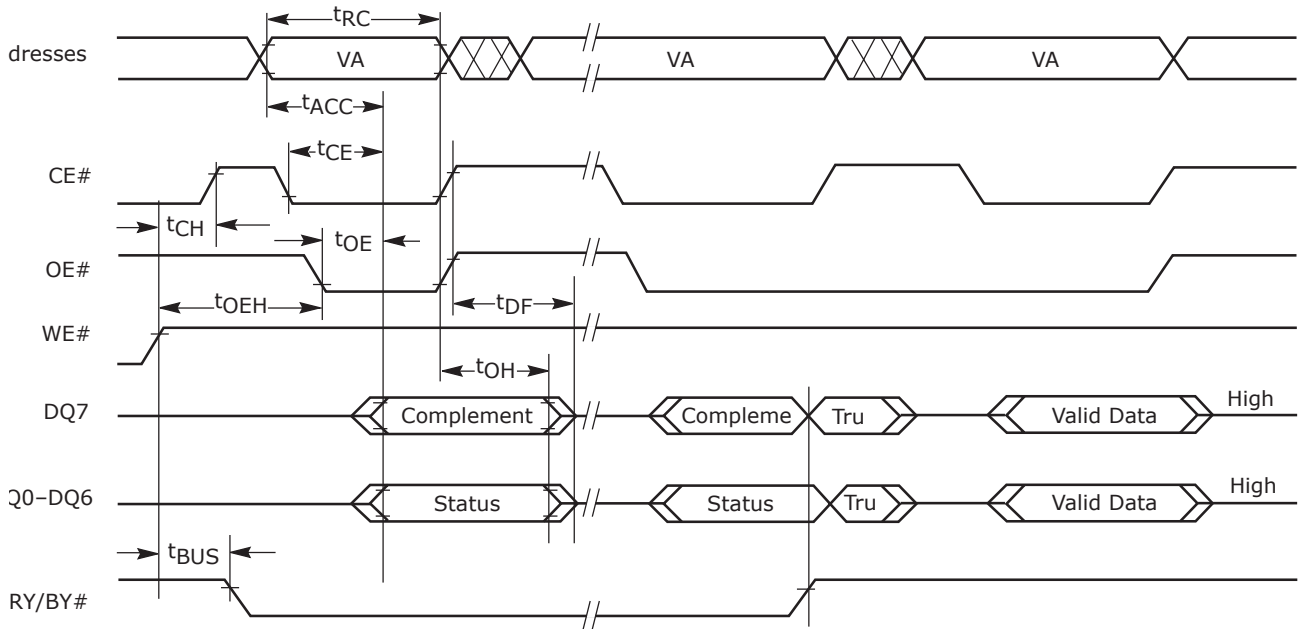 tRC
dresses
VA
VA
VA
tACC
tCE
CE#
tCH
tOE
OE#
tOEH
tDF
WE#
tOH
DQ7
Complement
Compleme
Tru
Valid Data
High
Q0–DQ6
Status
Status
Tru
Valid Data
High
tBUS
RY/BY#